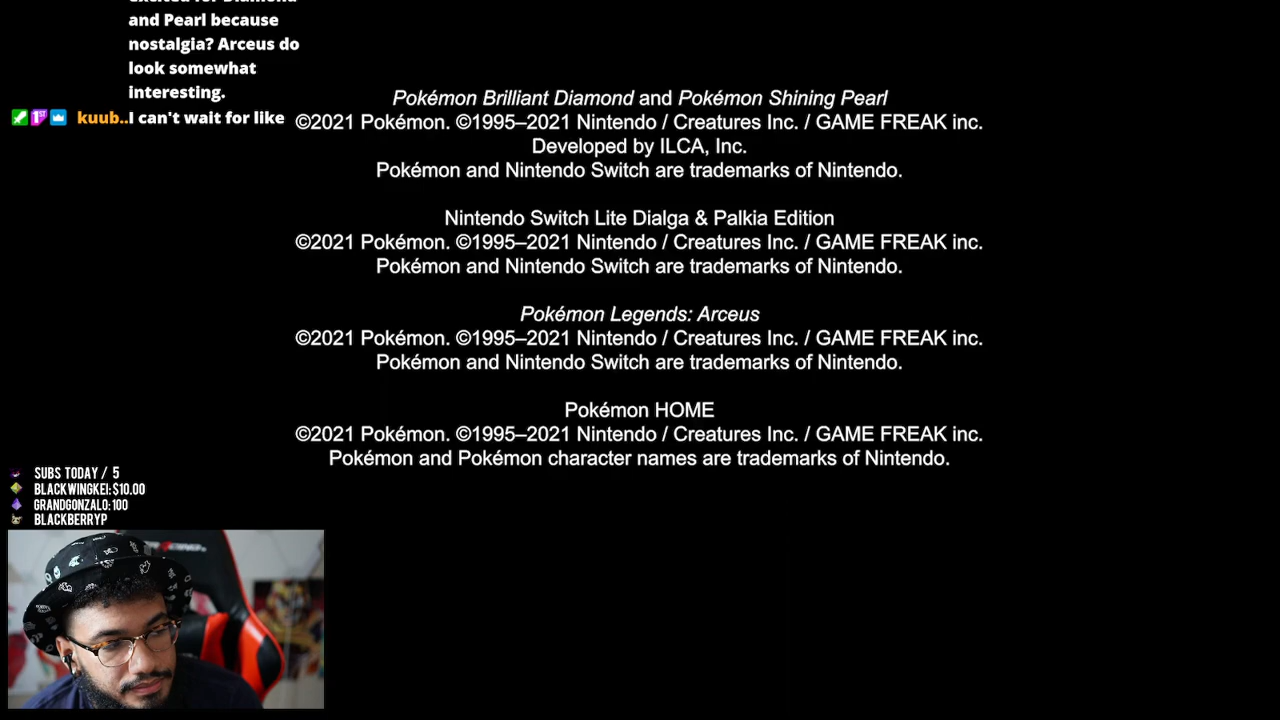 excited for Diamond
and Pearl because
nostalgia? Arceus do
look somewhat
interesting.
kuub..I can't wait for like
Pokémon Brilliant Diamond and Pokémon Shining Pearl
©2021 Pokémon. ©1995–2021 Nintendo / Creatures Inc. / GAME FREAK inc.
Developed by ILCA, Inc.
Pokémon and Nintendo Switch are trademarks of Nintendo.
Nintendo Switch Lite Dialga & Palkia Edition
©2021 Pokémon. ©1995–2021 Nintendo / Creatures Inc. / GAME FREAK inc.
Pokémon and Nintendo Switch are trademarks of Nintendo.
Pokémon Legends: Arceus
©2021 Pokémon. ©1995–2021 Nintendo / Creatures Inc. / GAME FREAK inc.
Pokémon and Nintendo Switch are trademarks of Nintendo.
Pokémon HOME
©2021 Pokémon. ©1995–2021 Nintendo / Creatures Inc. / GAME FREAK inc.
Pokémon and Pokémon character names are trademarks of Nintendo.
SUBS TODAY / 5
BLACKWINGKEI: $10.00
GRANDGONZALO: 100
BLACKBERRYP